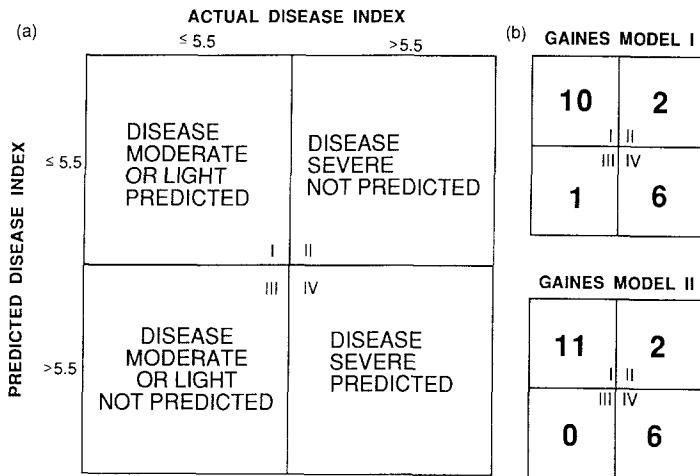 (a)
ACTUAL DISEASE INDEX
≤ 5.5
>5.5
PREDICTED DISEASE INDEX
≤ 5.5
DISEASE
MODERATE
OR LIGHT
PREDICTED
I
DISEASE
SEVERE
NOT PREDICTED
II
>5.5
III
DISEASE
MODERATE
OR LIGHT
NOT PREDICTED
IV
DISEASE
SEVERE
PREDICTED
(b)
GAINES MODEL I
10
2
I
II
III
IV
1
6
GAINES MODEL II
11
2
I
II
III
IV
0
6